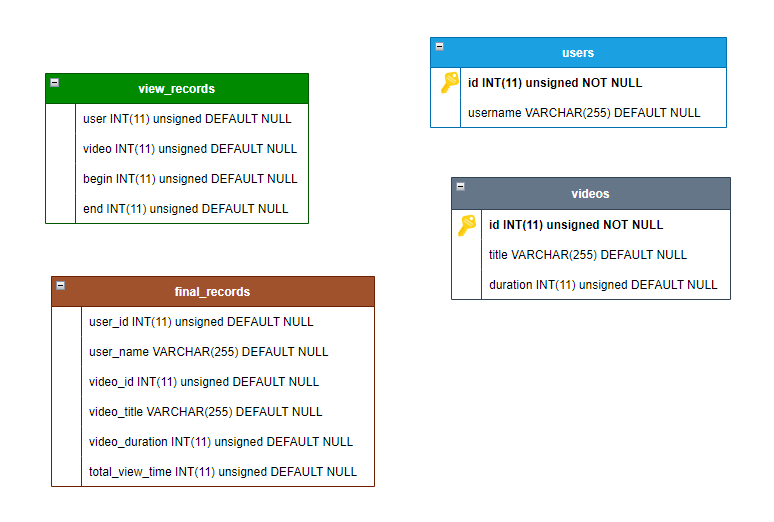 view_records
user INT(11) unsigned DEFAULT NULL
video INT(11) unsigned DEFAULT NULL
begin INT(11) unsigned DEFAULT NULL
end INT(11) unsigned DEFAULT NULL
users
id INT(11) unsigned NOT NULL
username VARCHAR(255) DEFAULT NULL
videos
id INT(11) unsigned NOT NULL
title VARCHAR(255) DEFAULT NULL
duration INT(11) unsigned DEFAULT NULL
final_records
user_id INT(11) unsigned DEFAULT NULL
user_name VARCHAR(255) DEFAULT NULL
video_id INT(11) unsigned DEFAULT NULL
video_title VARCHAR(255) DEFAULT NULL
video_duration INT(11) unsigned DEFAULT NULL
total_view_time INT(11) unsigned DEFAULT NULL